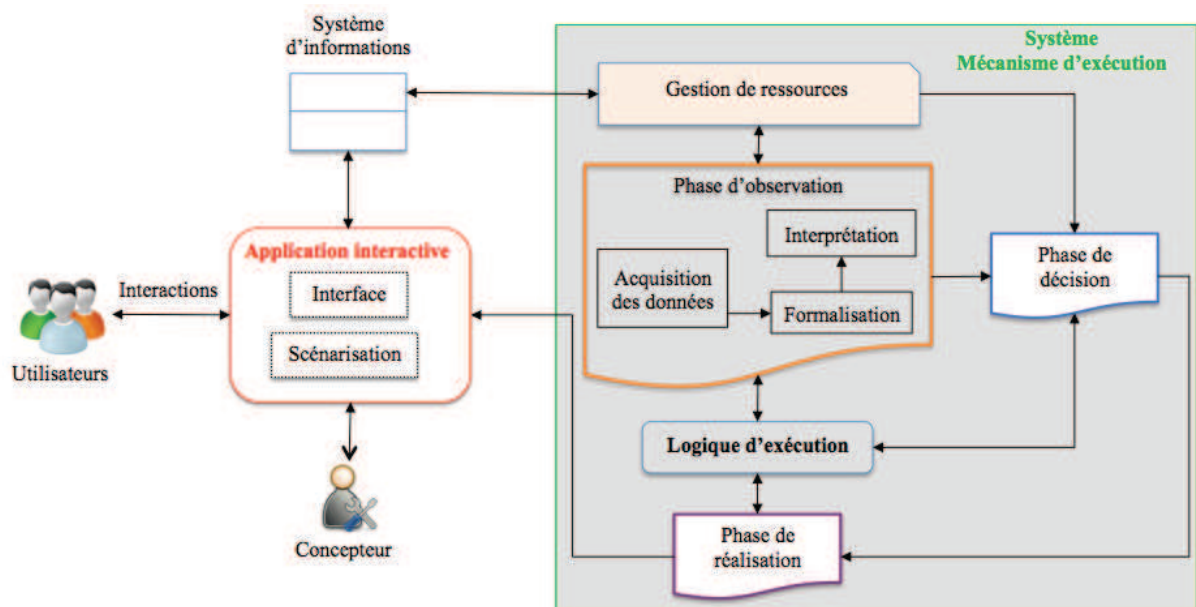 Système
d'informations
Système
Mécanisme d'exécution
Gestion de ressources
Phase d'observation
Interprétation
Acquisition
des données
Formalisation
Phase de
décision
Application interactive
Interface
Scénarisation
Interactions
Utilisateurs
Logique d'exécution
Concepteur
Phase de
réalisation